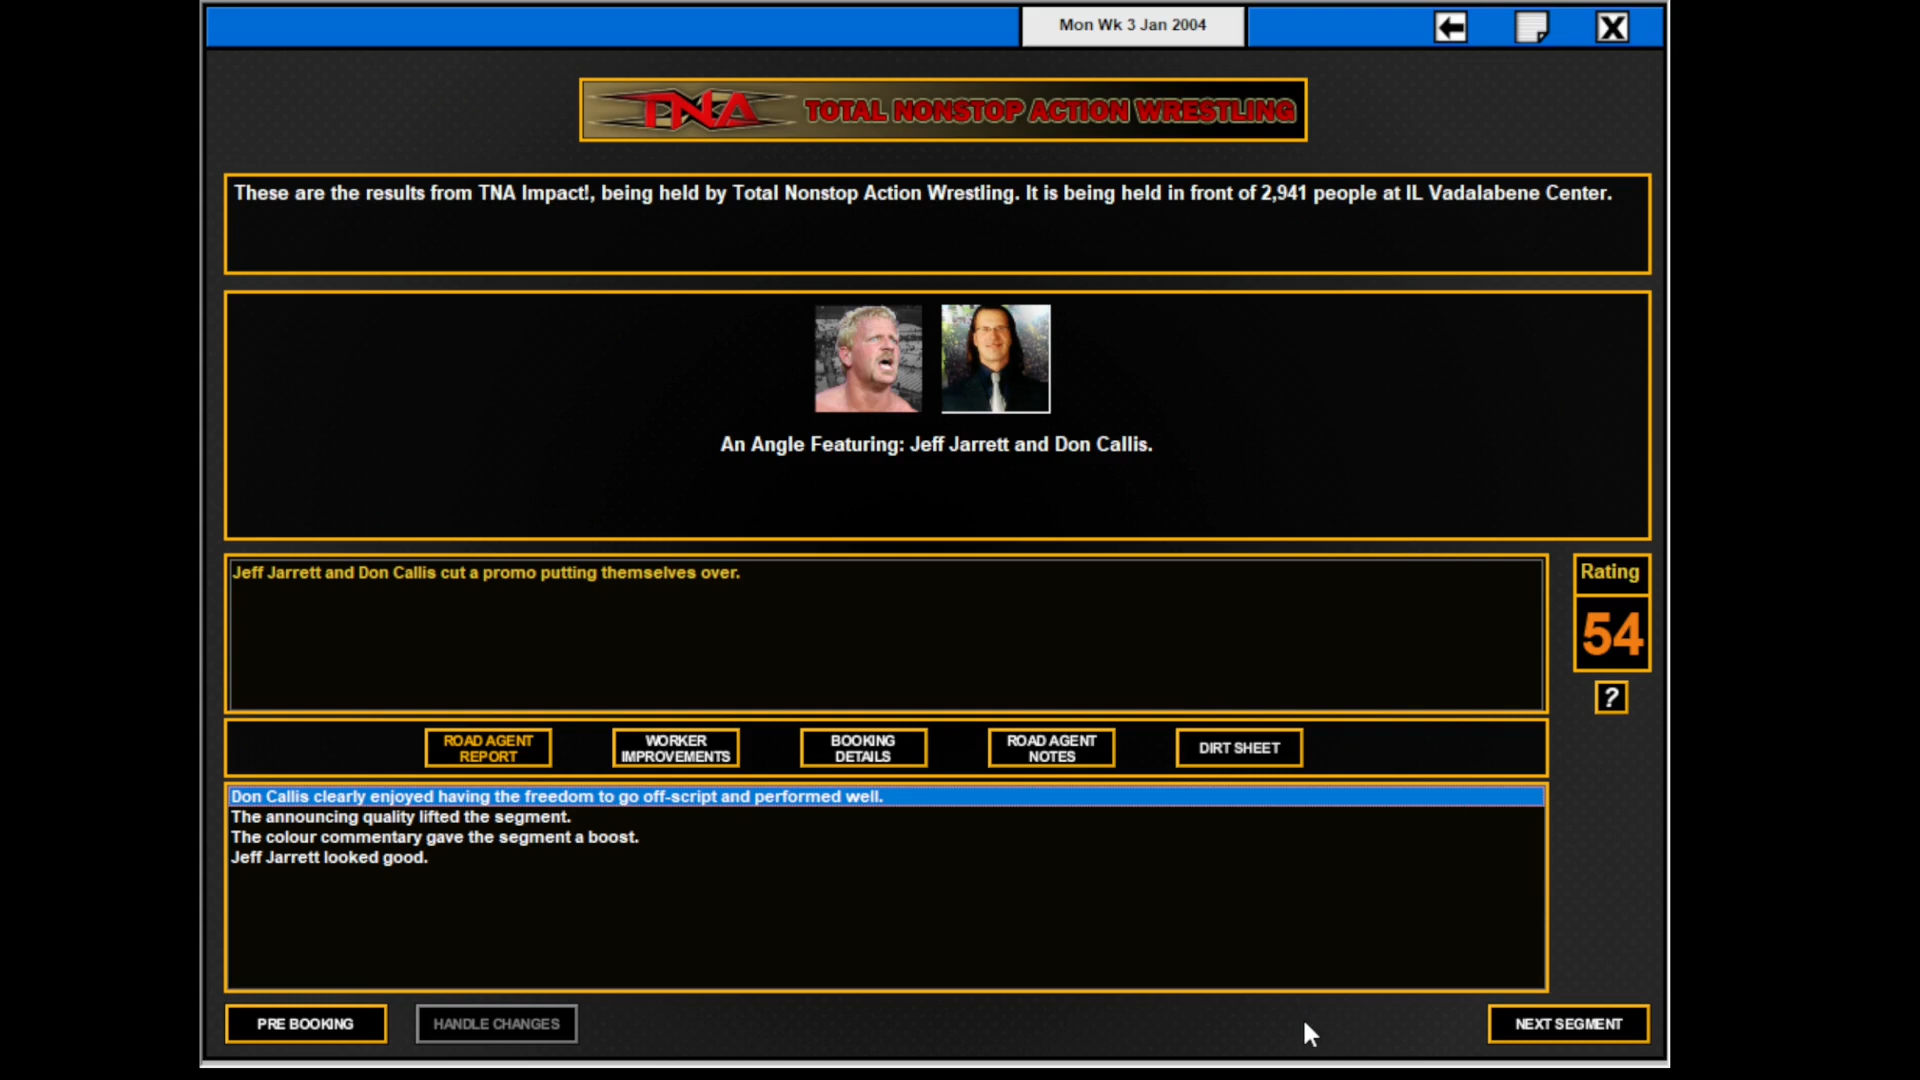 Mon Wk 3 Jan 2004
TNA TOTAL NONSTOP ACTION WRESTLING
These are the results from TNA Impact!, being held by Total Nonstop Action Wrestling. It is being held in front of 2,941 people at IL Vadalabene Center.
An Angle Featuring: Jeff Jarrett and Don Callis.
Jeff Jarrett and Don Callis cut a promo putting themselves over.
Rating
54
?
ROAD AGENT REPORT
WORKER IMPROVEMENTS
BOOKING DETAILS
ROAD AGENT NOTES
DIRT SHEET
Don Callis clearly enjoyed having the freedom to go off-script and performed well.
The announcing quality lifted the segment.
The colour commentary gave the segment a boost.
Jeff Jarrett looked good.
PRE BOOKING
HANDLE CHANGES
NEXT SEGMENT